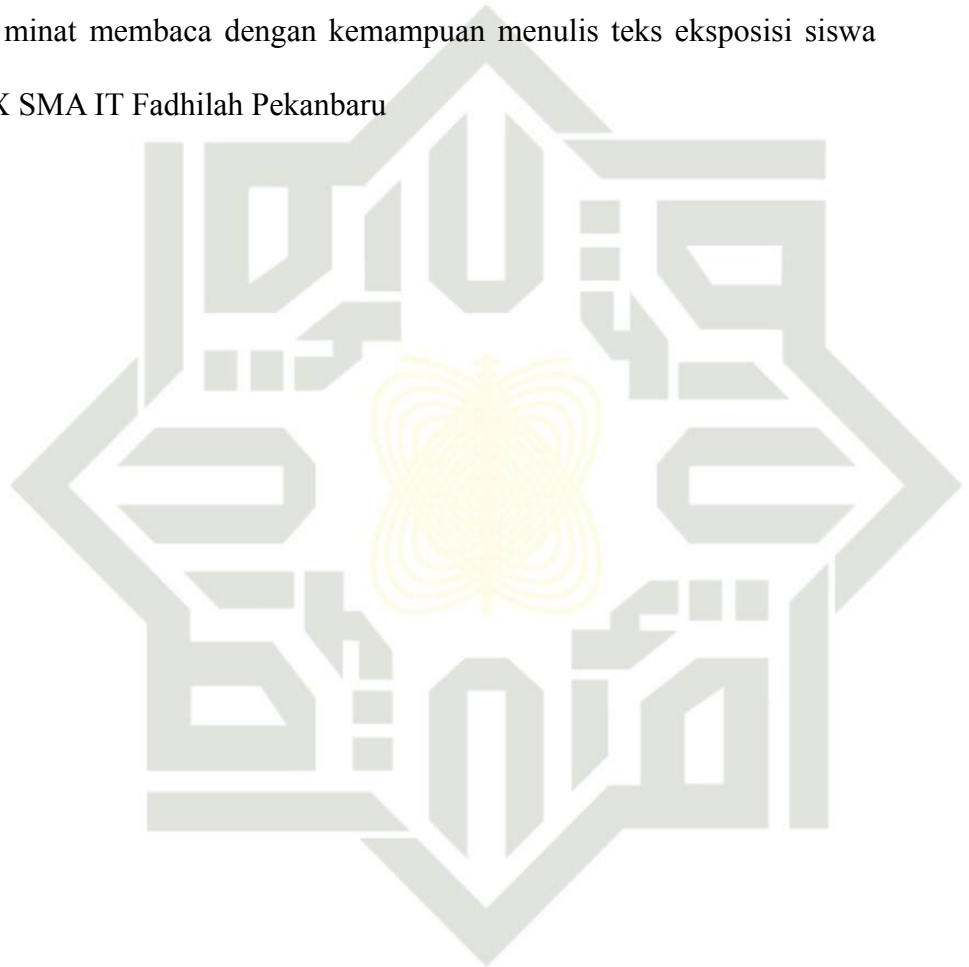 minat membaca dengan kemampuan menulis teks eksposisi siswa
X SMA IT Fadhilah Pekanbaru